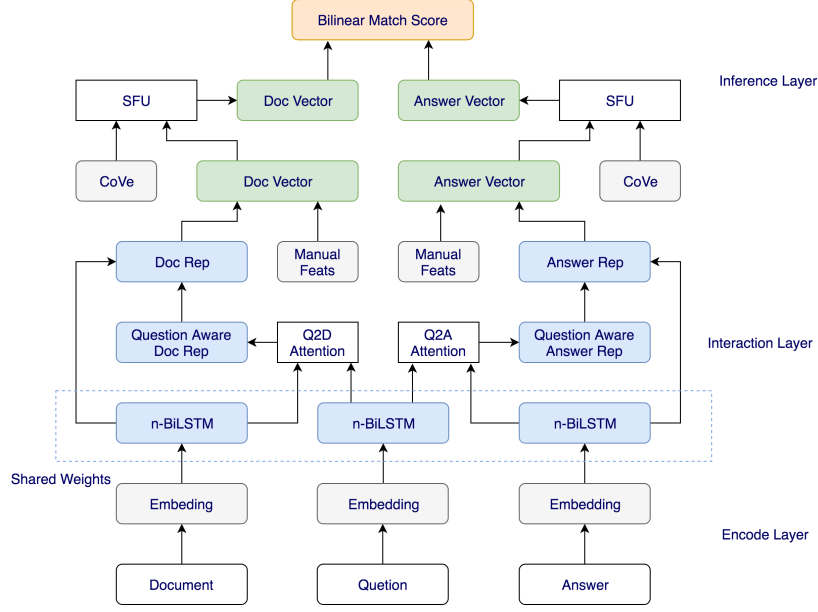 Bilinear Match Score
SFU
Doc Vector
Answer Vector
SFU
Inference Layer
CoVe
Doc Vector
Answer Vector
CoVe
Doc Rep
Manual
Feats
Manual
Feats
Answer Rep
Question Aware
Doc Rep
Q2D
Attention
Q2A
Attention
Question Aware
Answer Rep
Interaction Layer
n-BiLSTM
n-BiLSTM
n-BiLSTM
Shared Weights
Embeding
Embedding
Embedding
Encode Layer
Document
Quetion
Answer